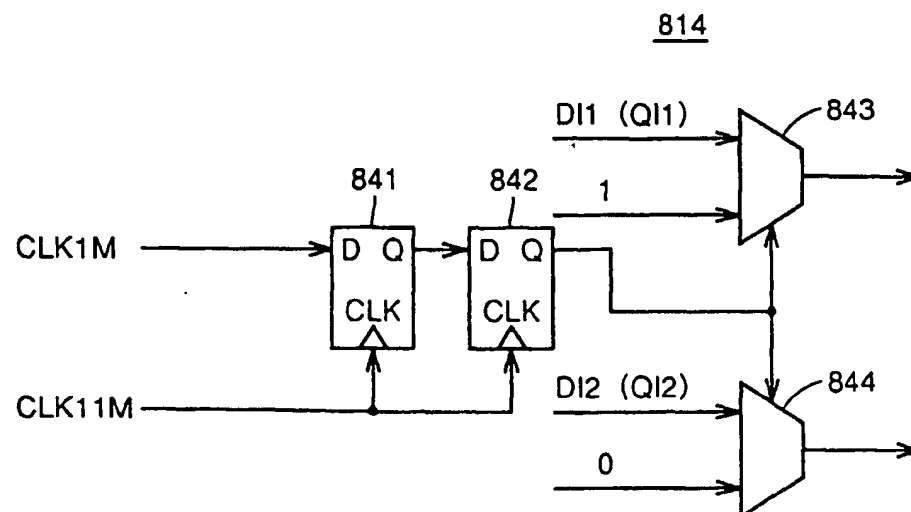 814
DI1 (QI1)
843
841
842
1
CLK1M
D Q
D Q
CLK
CLK
CLK11M
DI2 (QI2)
844
0